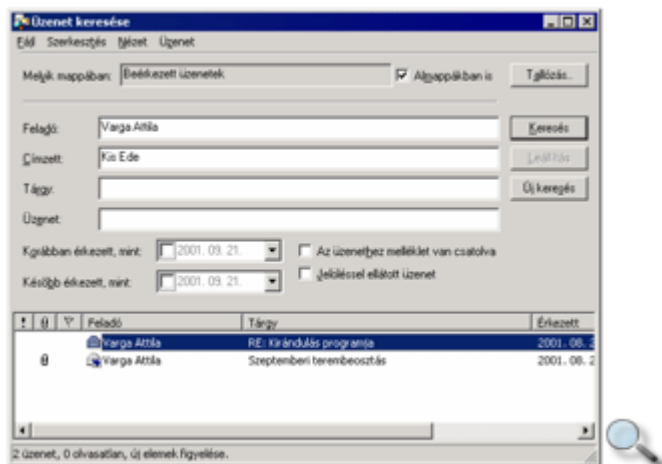 Üzenet keresése
Fájl Szerkesztés Nézet Üzenet
Melyik mappában: Beérkezett üzenetek Almappákban is Tallózás...
Feladó: Varga Attila Keresés
Címzett: Kis Ede Leállítás
Tárgy: Új keresés
Üzenet:
Korábban érkezett, mint: 2001. 09. 21. Az üzenethez melléklet van csatolva
Később érkezett, mint: 2001. 09. 21. Jelöléssel ellátott üzenet
! Feladó Tárgy Érkezett
Varga Attila RE: Kirándulás programja 2001. 08. 2
Varga Attila Szeptemberi terembeosztás 2001. 08. 2
2 üzenet, 0 olvasatlan, új elemek figyelése.